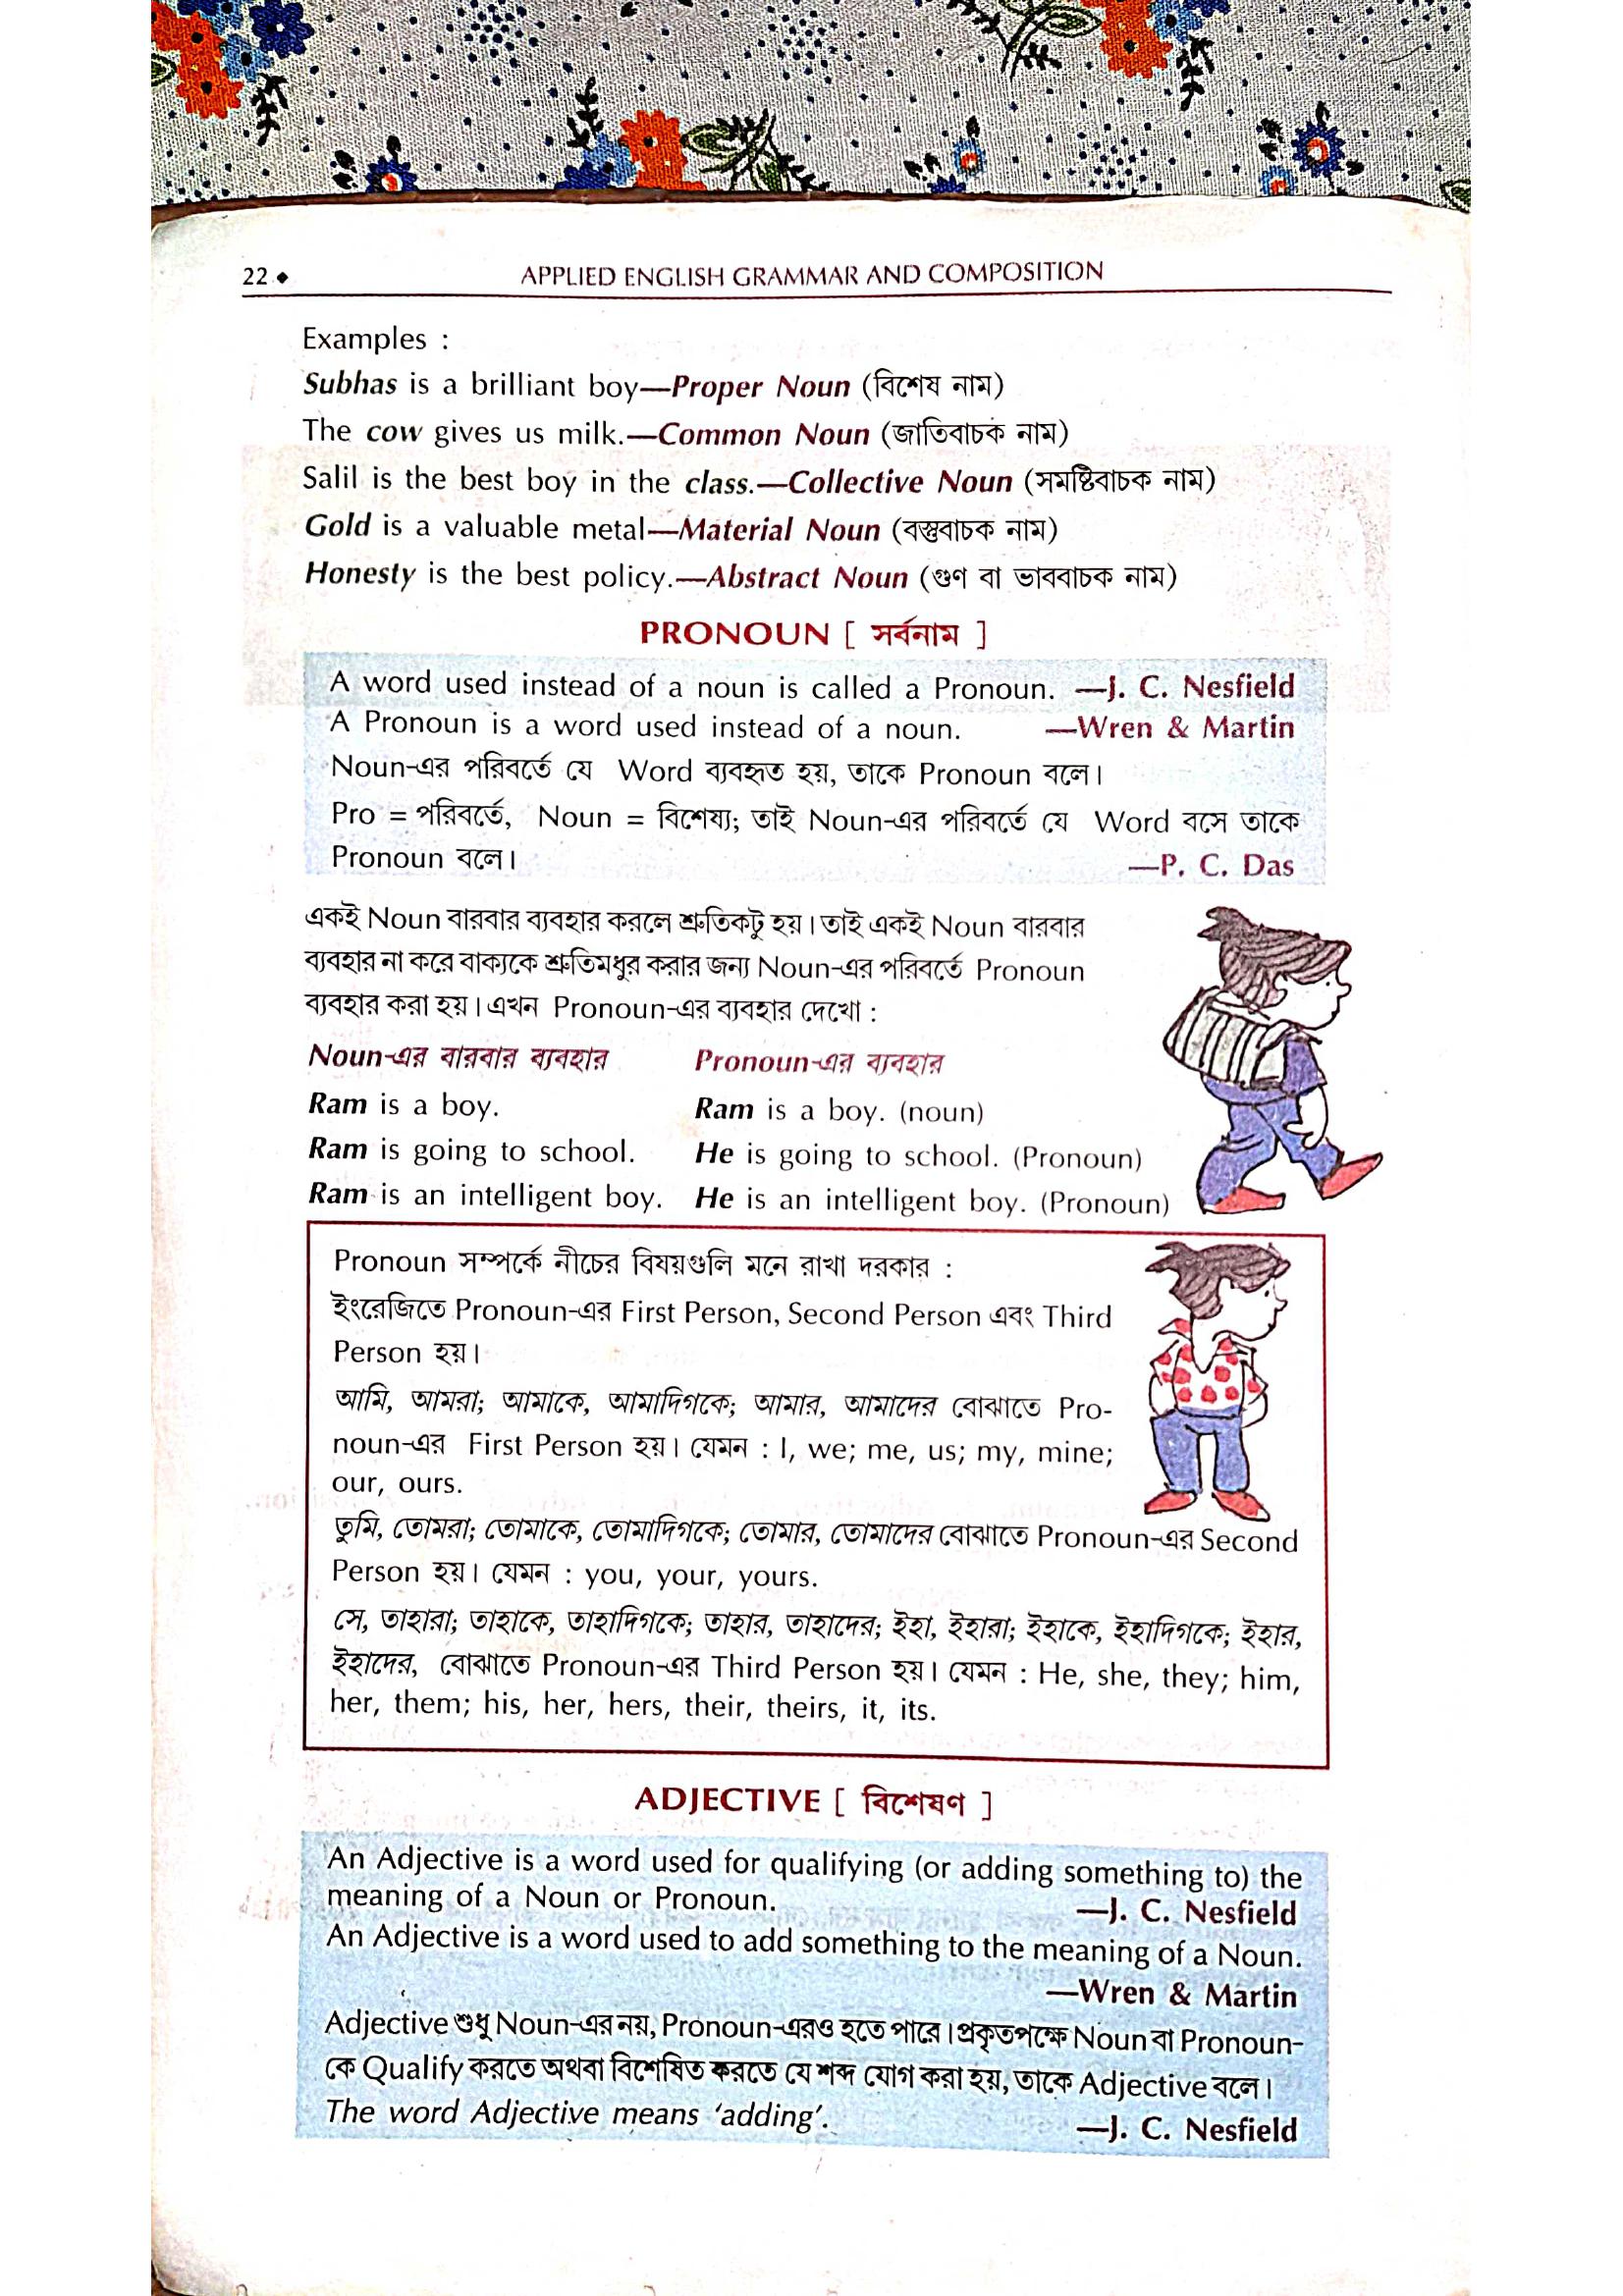 22 ◆ APPLIED ENGLISH GRAMMAR AND COMPOSITION
Examples :
Subhas is a brilliant boy—Proper Noun (বিশেষ নাম)
The cow gives us milk.—Common Noun (জাতিবাচক নাম)
Salil is the best boy in the class.—Collective Noun (সমষ্টিবাচক নাম)
Gold is a valuable metal—Material Noun (বস্তুবাচক নাম)
Honesty is the best policy.—Abstract Noun (গুণ বা ভাববাচক নাম)
PRONOUN [ সর্বনাম ]
A word used instead of a noun is called a Pronoun. —J. C. Nesfield
A Pronoun is a word used instead of a noun. —Wren & Martin
Noun-এর পরিবর্তে যে Word ব্যবহৃত হয়, তাকে Pronoun বলে।
Pro = পরিবর্তে, Noun = বিশেষ্য; তাই Noun-এর পরিবর্তে যে Word বসে তাকে
Pronoun বলে। —P. C. Das
একই Noun বারবার ব্যবহার করলে শ্রুতিকটু হয়। তাই একই Noun বারবার
ব্যবহার না করে বাক্যকে শ্রুতিমধুর করার জন্য Noun-এর পরিবর্তে Pronoun
ব্যবহার করা হয়। এখন Pronoun-এর ব্যবহার দেখো :
Noun-এর বারবার ব্যবহার Pronoun-এর ব্যবহার
Ram is a boy. Ram is a boy. (noun)
Ram is going to school. He is going to school. (Pronoun)
Ram is an intelligent boy. He is an intelligent boy. (Pronoun)
Pronoun সম্পর্কে নীচের বিষয়গুলি মনে রাখা দরকার :
ইংরেজিতে Pronoun-এর First Person, Second Person এবং Third
Person হয়।
আমি, আমরা; আমাকে, আমাদিগকে; আমার, আমাদের বোঝাতে Pro-
noun-এর First Person হয়। যেমন : I, we; me, us; my, mine;
our, ours.
তুমি, তোমরা; তোমাকে, তোমাদিগকে; তোমার, তোমাদের বোঝাতে Pronoun-এর Second
Person হয়। যেমন : you, your, yours.
সে, তাহারা; তাহাকে, তাহাদিগকে; তাহার, তাহাদের; ইহা, ইহারা; ইহাকে, ইহাদিগকে; ইহার,
ইহাদের, বোঝাতে Pronoun-এর Third Person হয়। যেমন : He, she, they; him,
her, them; his, her, hers, their, theirs, it, its.
ADJECTIVE [ বিশেষণ ]
An Adjective is a word used for qualifying (or adding something to) the
meaning of a Noun or Pronoun. —J. C. Nesfield
An Adjective is a word used to add something to the meaning of a Noun.
—Wren & Martin
Adjective শুধু Noun-এর নয়, Pronoun-এরও হতে পারে। প্রকৃতপক্ষে Noun বা Pronoun-
কে Qualify করতে অথবা বিশেষিত করতে যে শব্দ যোগ করা হয়, তাকে Adjective বলে।
The word Adjective means ‘adding’. —J. C. Nesfield